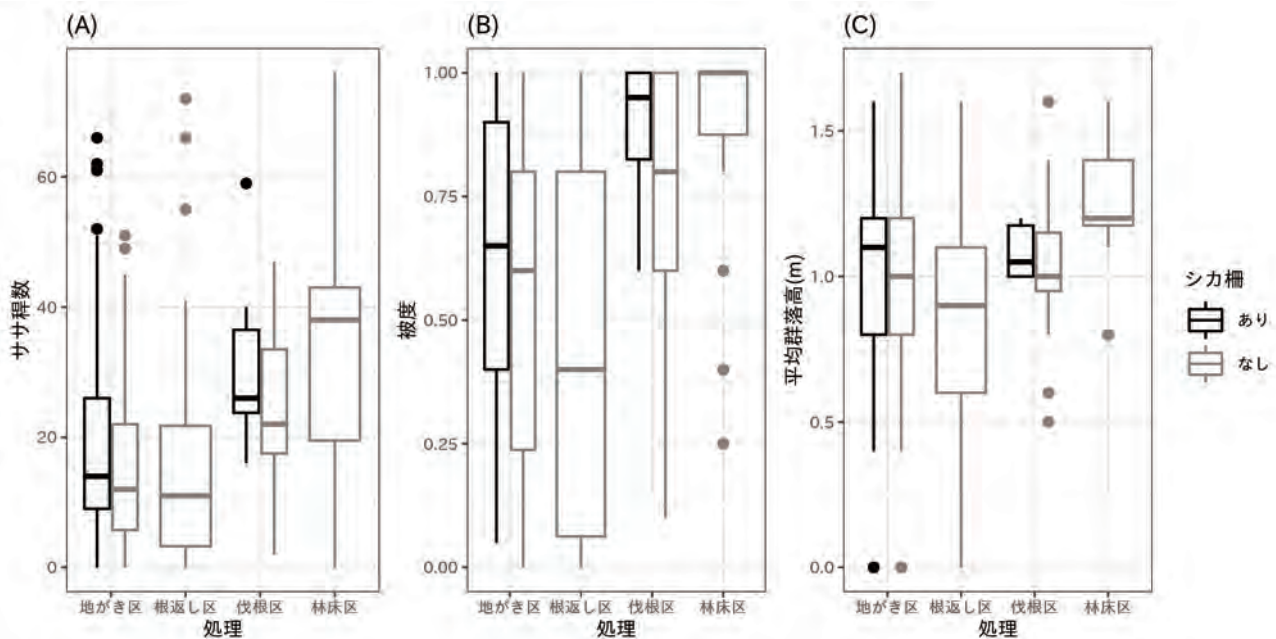 (A)
ササ稈数
60
40
20
0
地がき区 根返し区 伐根区 林床区
処理
(B)
被度
1.00
0.75
0.50
0.25
0.00
地がき区 根返し区 伐根区 林床区
処理
(C)
平均群落高(m)
1.5
1.0
0.5
0.0
地がき区 根返し区 伐根区 林床区
処理
シカ柵
あり
なし